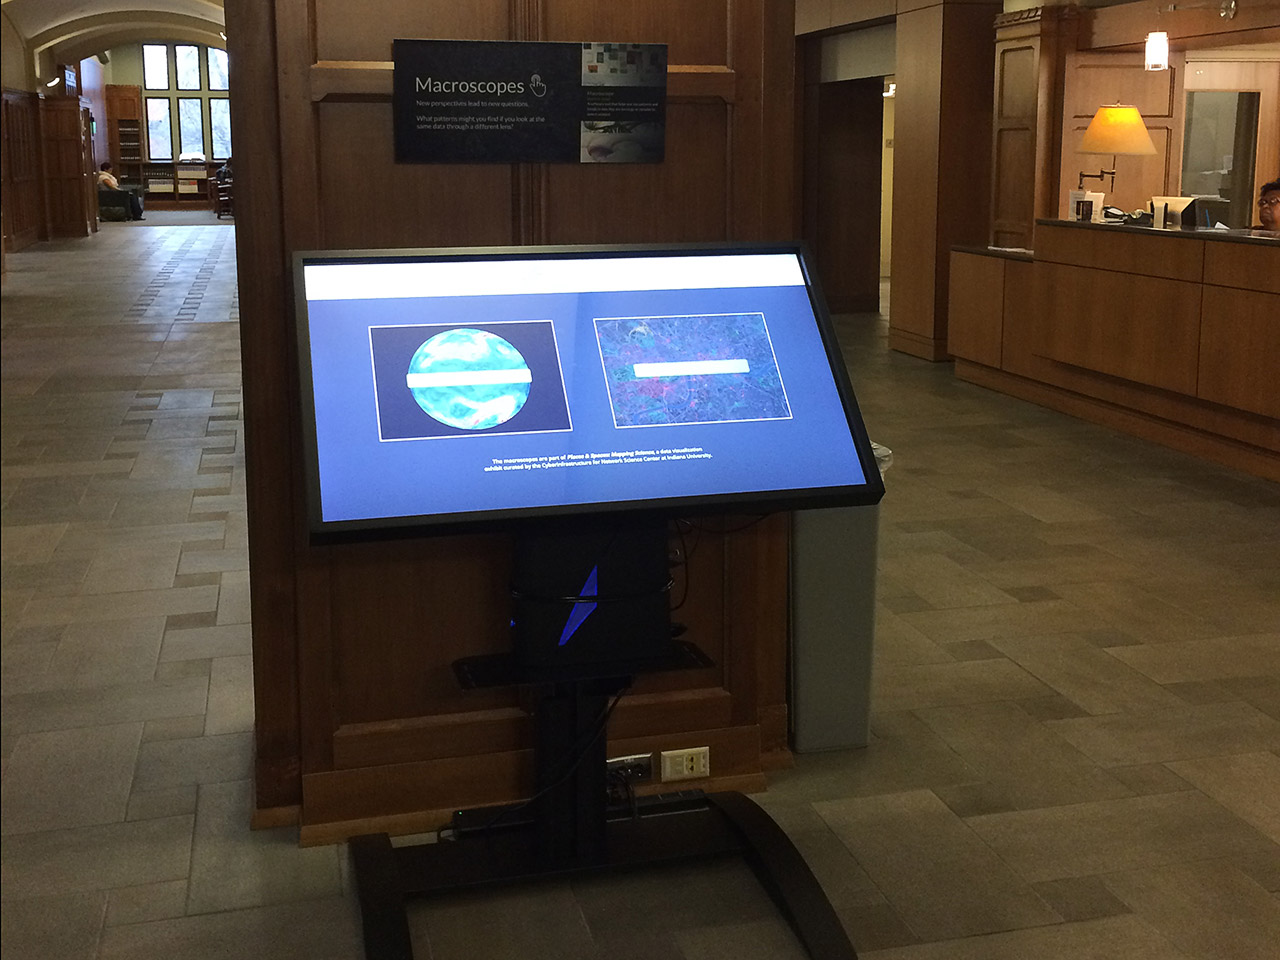 Macroscopes
New perspectives lead to new questions.
What patterns might you find if you look at the
same data through a different lens?
The macroscopes are part of Places & Spaces: Mapping Science, a data visualization
exhibit curated by the Cyberinfrastructure for Network Science Center at Indiana University.